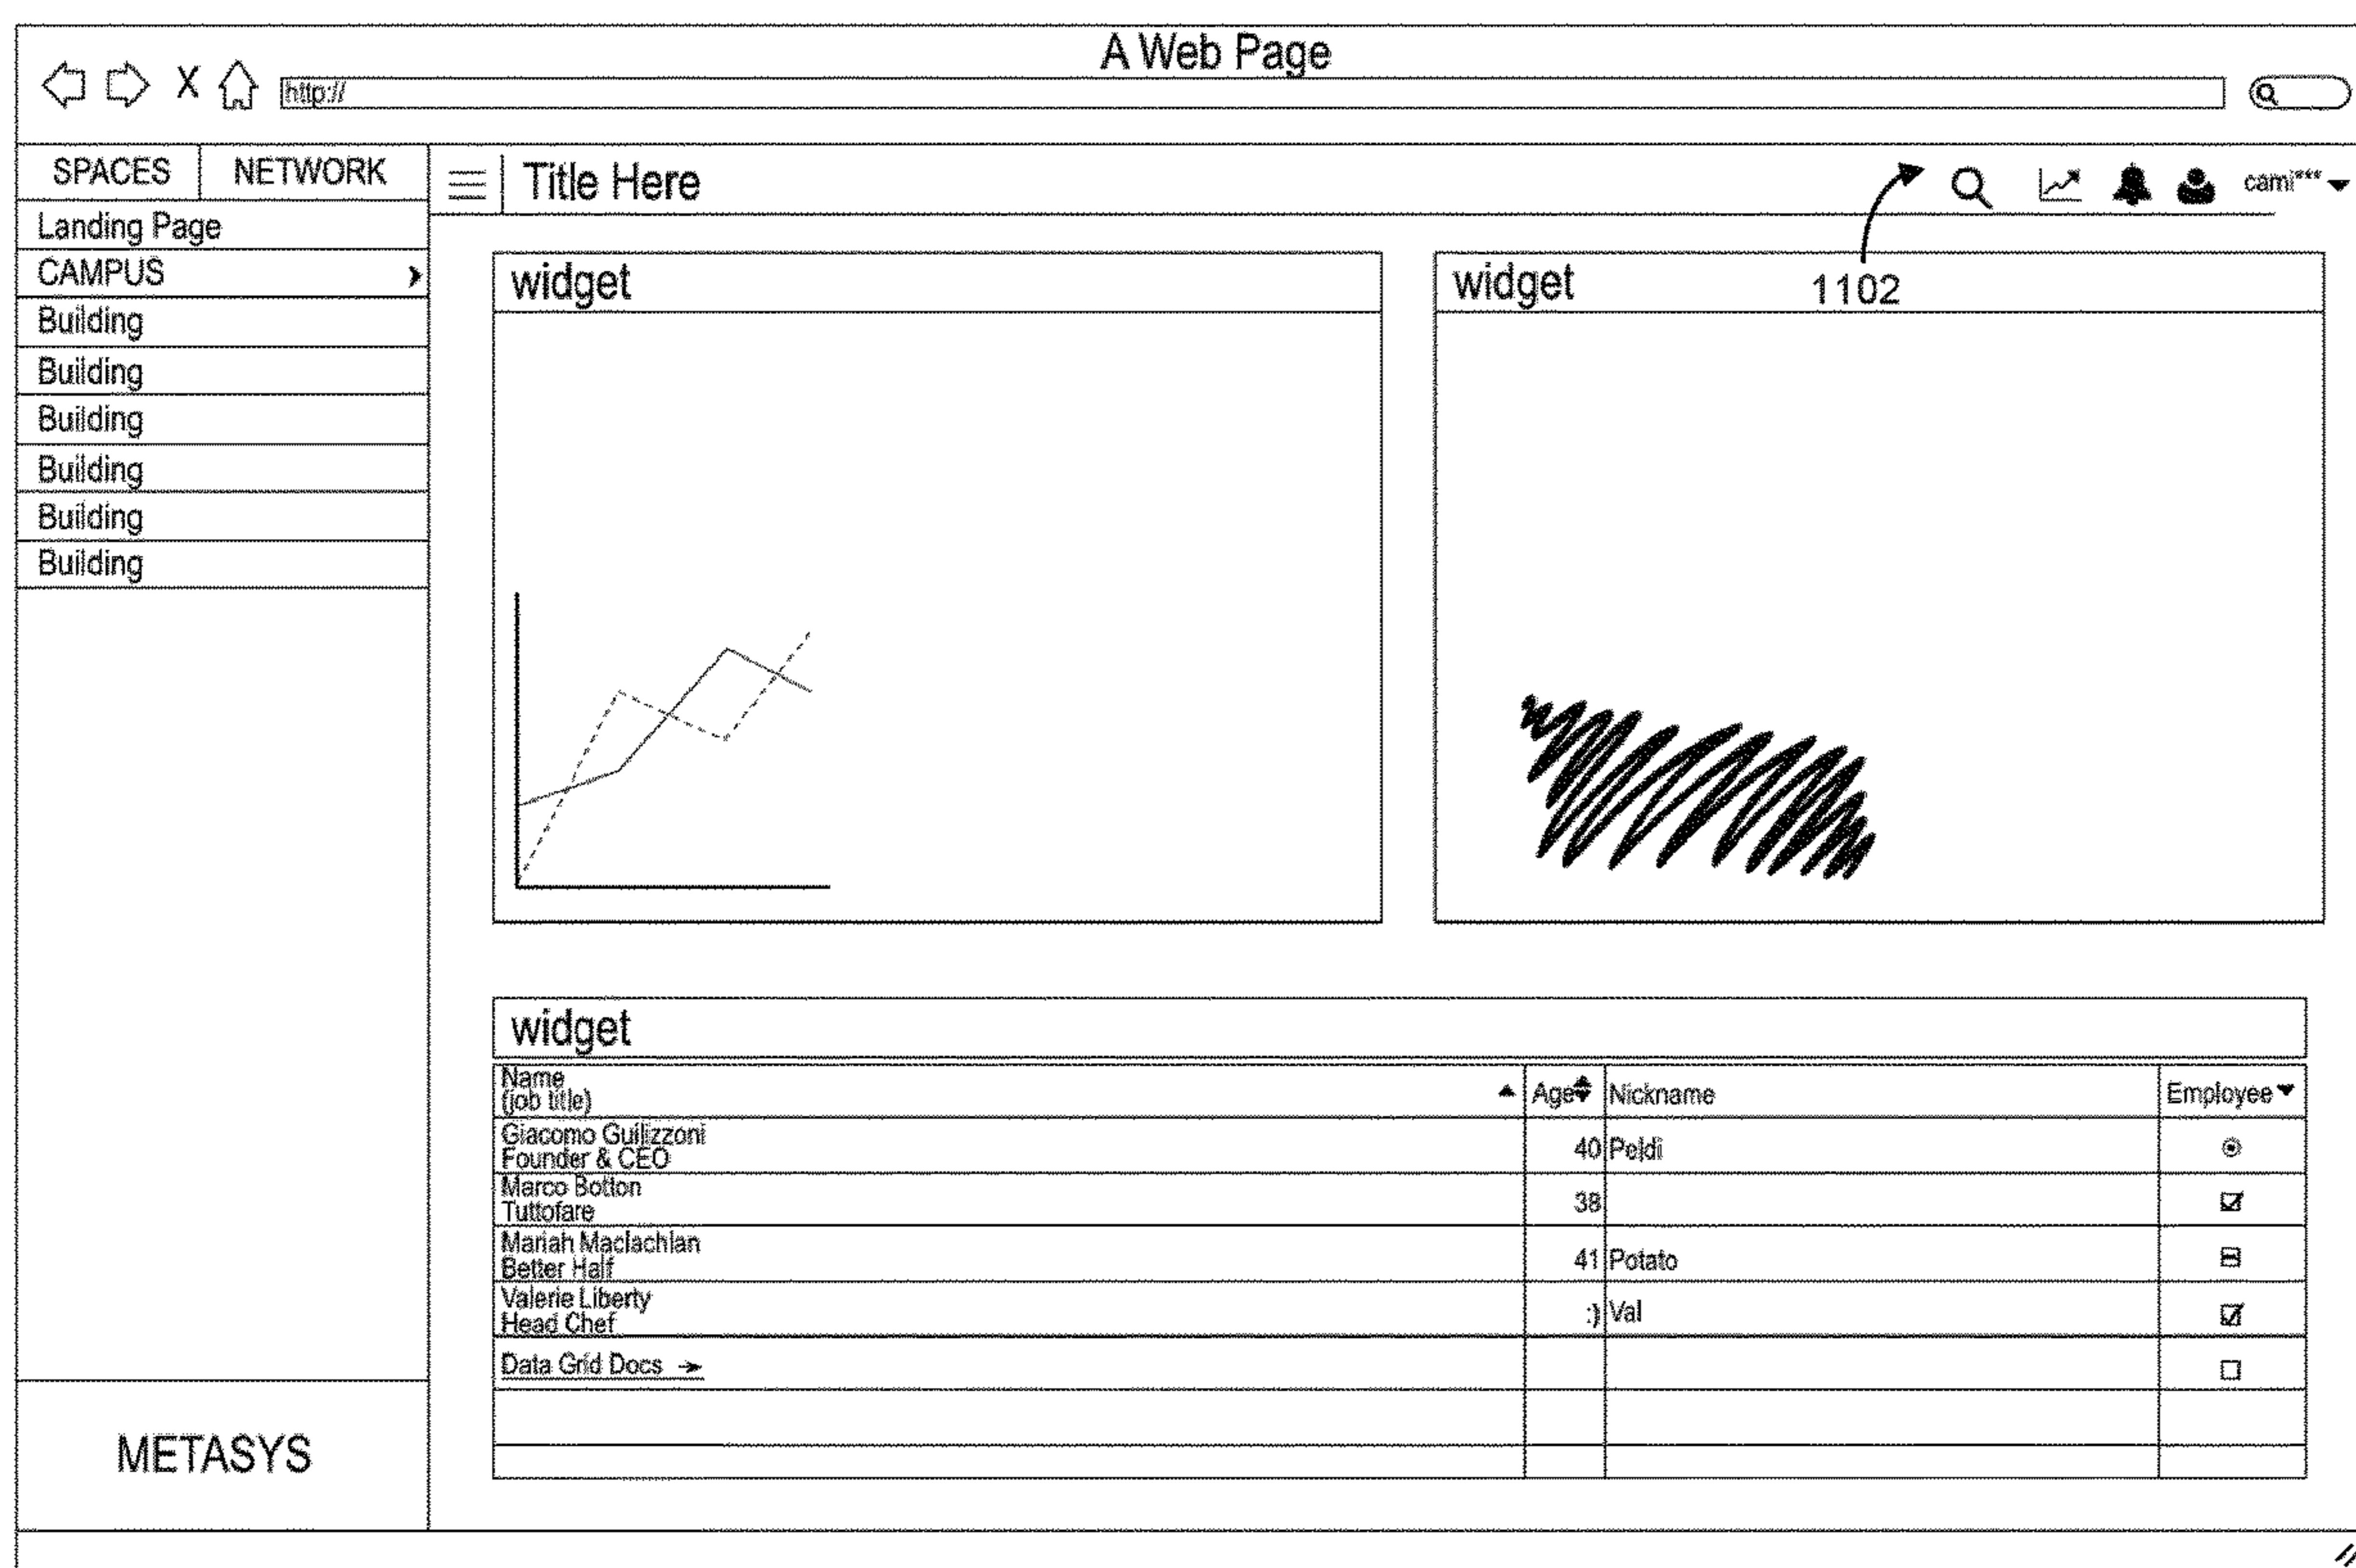 A Web Page
X
http://
SPACES NETWORK
Title Here
cami***
Landing Page
CAMPUS
Building
Building
Building
Building
Building
Building
widget
widget
1102
widget
Name
(job title)
Age
Nickname
Employee
Giacomo Guilizzoni
Founder & CEO
40
Peldi
Marco Botton
Tuttofare
38
Mariah Maclachlan
Better Half
41
Potato
Valerie Liberty
Head Chef
:)
Val
Data Grid Docs →
METASYS